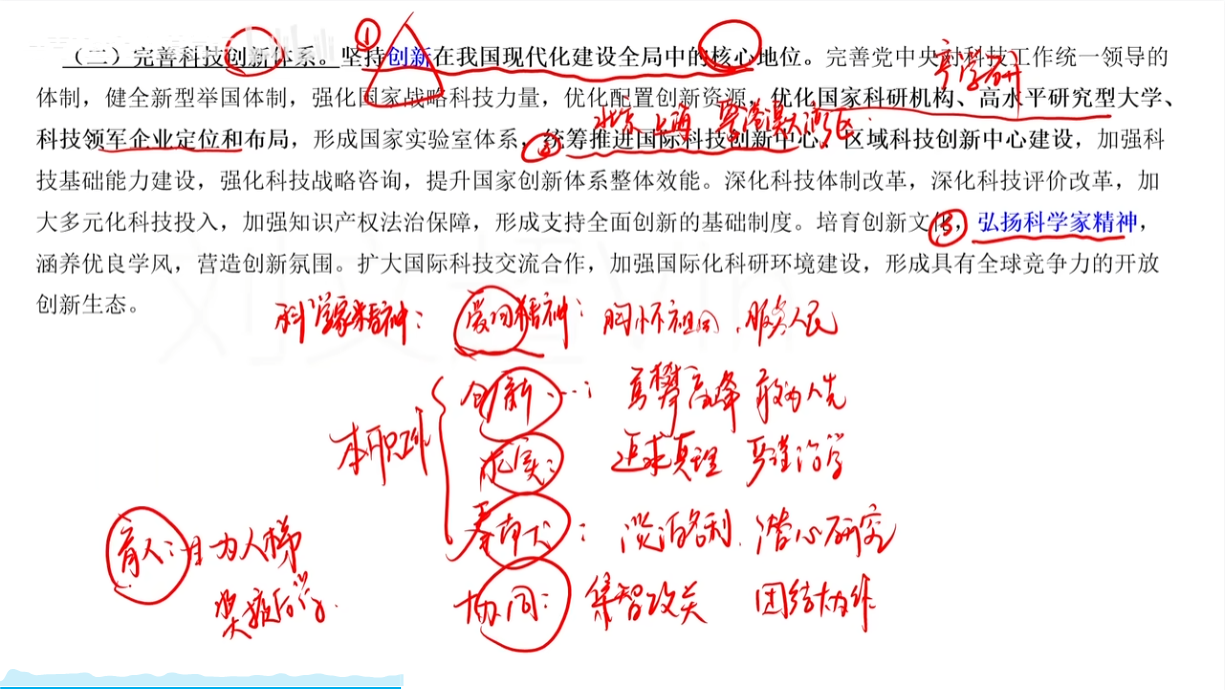 （二）完善科技创新体系。坚持创新在我国现代化建设全局中的核心地位。完善党中央对科技工作统一领导的
体制，健全新型举国体制，强化国家战略科技力量，优化配置创新资源，优化国家科研机构、高水平研究型大学、
科技领军企业定位和布局，形成国家实验室体系，统筹推进国际科技创新中心、区域科技创新中心建设，加强科
技基础能力建设，强化科技战略咨询，提升国家创新体系整体效能。深化科技体制改革，深化科技评价改革，加
大多元化科技投入，加强知识产权法治保障，形成支持全面创新的基础制度。培育创新文化，弘扬科学家精神，
涵养优良学风，营造创新氛围。扩大国际科技交流合作，加强国际化科研环境建设，形成具有全球竞争力的开放
创新生态。
①
产学研
北京 上海 粤港澳大湾区
②
③
科学家精神：爱国精神：胸怀祖国、服务人民
本职工作
创新…：勇攀高峰 敢为人先
求实：追求真理 严谨治学
奉献：淡泊名利、潜心研究
协同：集智攻关 团结协作
育人：甘为人梯
奖掖后学.